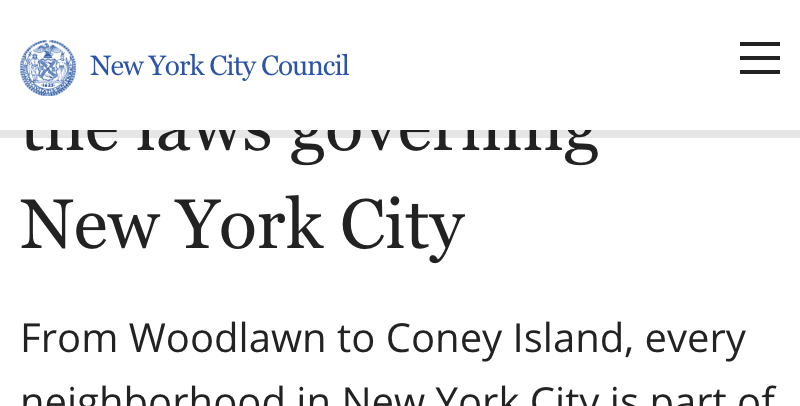 New York City Council
the laws governing
New York City
From Woodlawn to Coney Island, every
neighborhood in New York City is part of